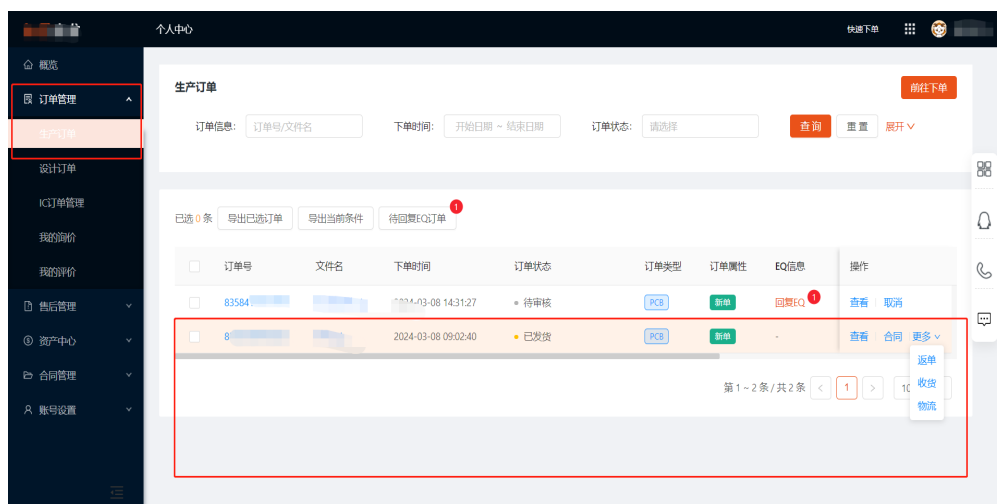 个人中心
快速下单
概览
订单管理
生产订单
设计订单
IC订单管理
我的询价
我的评价
售后管理
资产中心
合同管理
账号设置
生产订单
前往下单
订单信息: 订单号/文件名 下单时间: 开始日期 ~ 结束日期 订单状态: 请选择 查询 重置 展开
已选 0 条 导出已选订单 导出当前条件 待回复EQ订单 1
订单号 文件名 下单时间 订单状态 订单类型 订单属性 EQ信息 操作
83584 -03-08 14:31:27 待审核 PCB 新单 回复EQ 1 查看 取消
8 2024-03-08 09:02:40 已发货 PCB 新单 - 查看 合同 更多
返单
收货
物流
第 1 ~ 2 条 / 共 2 条 < 1 >